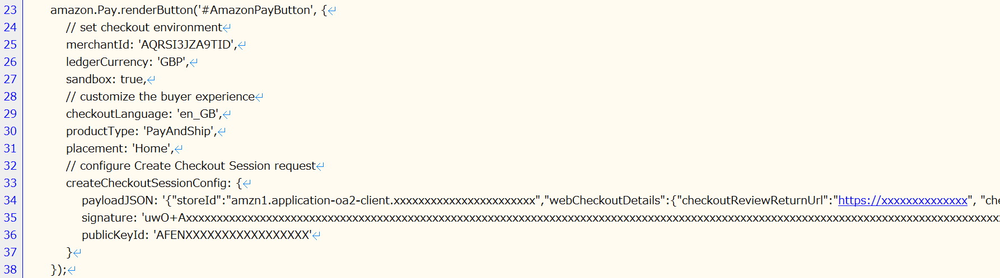 23 amazon.Pay.renderButton('#AmazonPayButton', {
24 // set checkout environment
25 merchantId: 'AQRSI3JZA9TID',
26 ledgerCurrency: 'GBP',
27 sandbox: true,
28 // customize the buyer experience
29 checkoutLanguage: 'en_GB',
30 productType: 'PayAndShip',
31 placement: 'Home',
32 // configure Create Checkout Session request
33 createCheckoutSessionConfig: {
34 payloadJSON: '{"storeId":"amzn1.application-oa2-client.xxxxxxxxxxxxxxxxxxxxxxx","webCheckoutDetails":{"checkoutReviewReturnUrl":"https://xxxxxxxxxxxxxx", "che
35 signature: 'uwO+Axxxxxxxxxxxxxxxxxxxxxxxxxxxxxxxxxxxxxxxxxxxxxxxxxxxxxxxxxxxxxxxxxxxxxxxxxxxxxxxxxxxxxxxxxxxxxxxxxxxxxxxxxxxxxxxxxxxxxxxxxxxxxxxxxxxxxxxx
36 publicKeyId: 'AFENXXXXXXXXXXXXXXXXX'
37 }
38 });